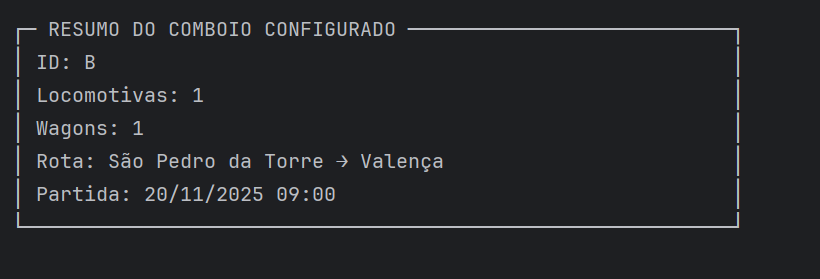 RESUMO DO COMBOIO CONFIGURADO
ID: B
Locomotivas: 1
Wagons: 1
Rota: São Pedro da Torre → Valença
Partida: 20/11/2025 09:00